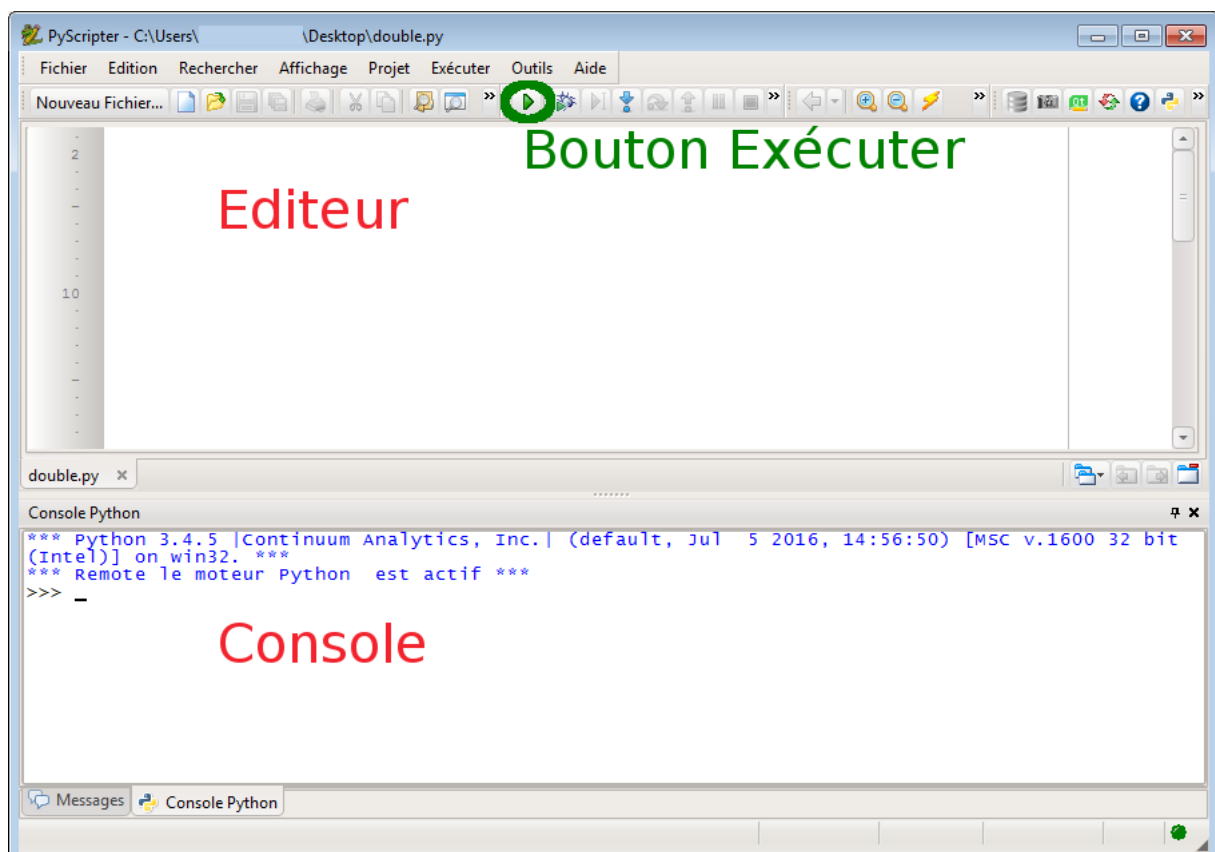 PyScripter - C:\Users\ \Desktop\double.py
Fichier Edition Rechercher Affichage Projet Exécuter Outils Aide
Nouveau Fichier...
Bouton Exécuter
2
Editeur
10
double.py
Console Python
*** Python 3.4.5 |Continuum Analytics, Inc.| (default, Jul  5 2016, 14:56:50) [MSC v.1600 32 bit
(Intel)] on win32. ***
*** Remote le moteur Python  est actif ***
>>> _
Console
Messages Console Python